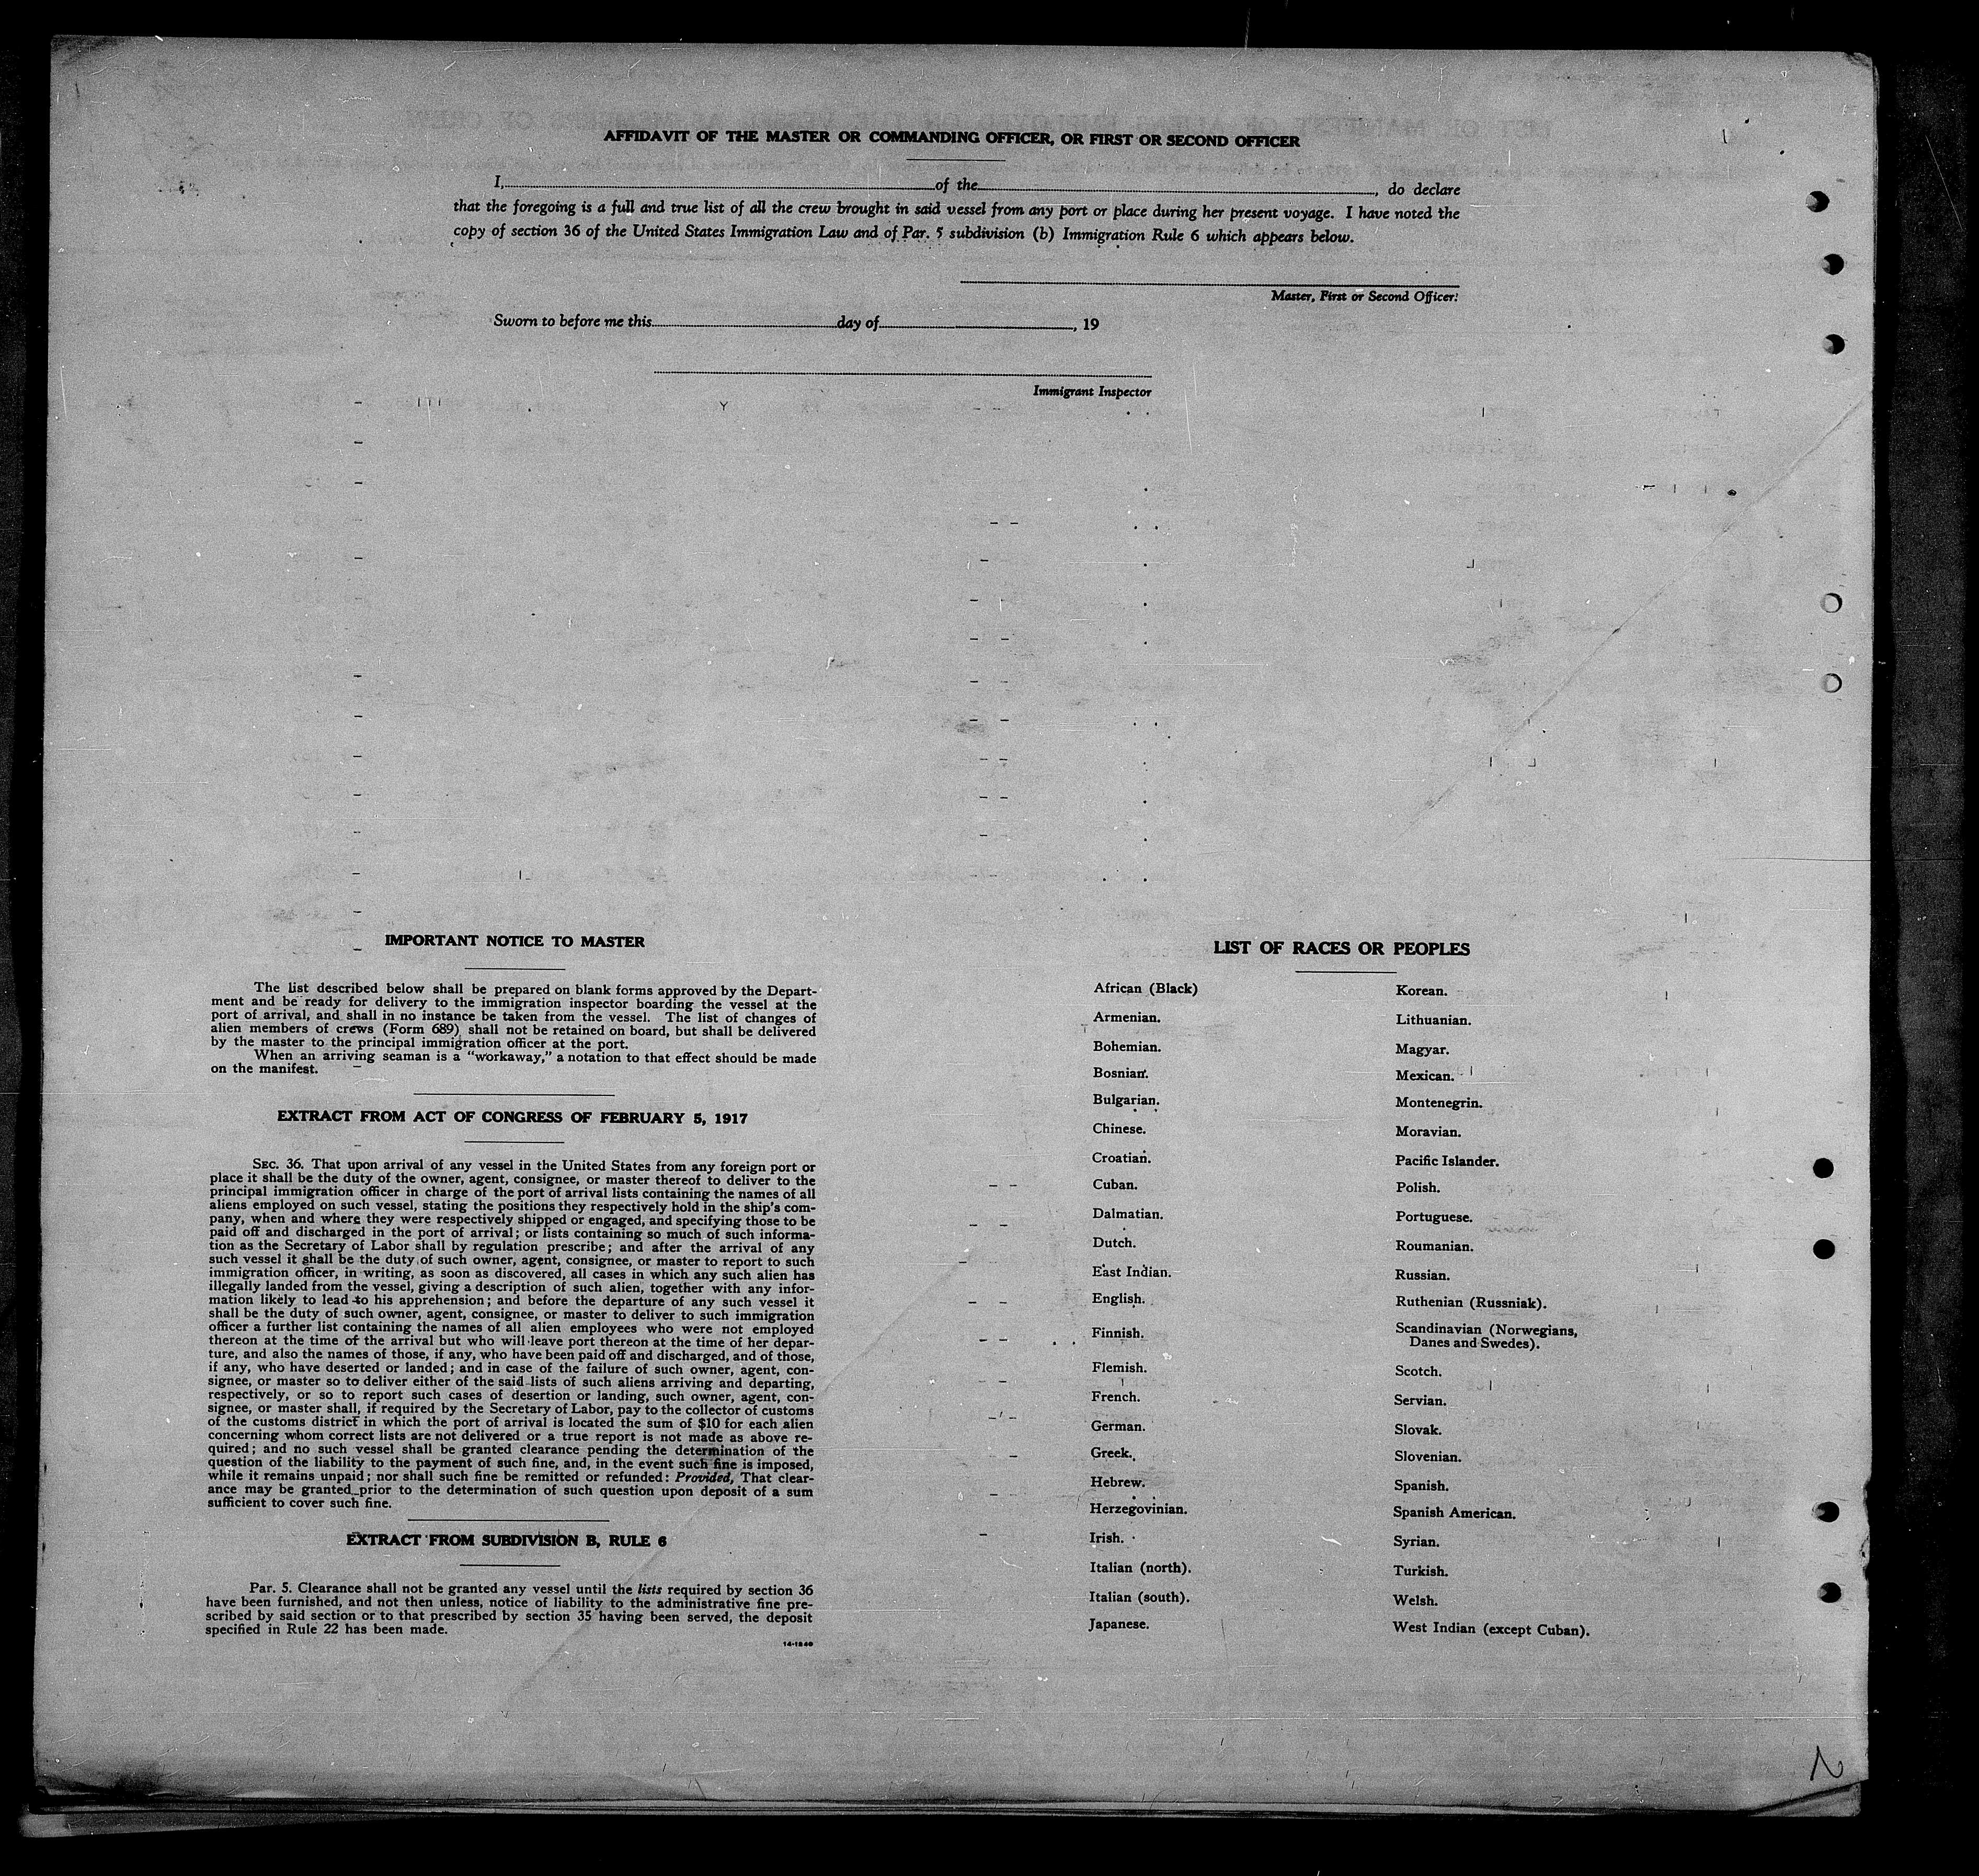 AFFIDAVIT OF THE MASTER OR COMMANDING OFFICER, OR FIRST OR SECOND OFFICER
I, of the , do declare
that the foregoing is a full and true list of all the crew brought in said vessel from any port or place during her present voyage. I have noted the
copy of section 36 of the United States Immigration Law and of Par. 5 subdivision (b) Immigration Rule 6 which appears below.
Master, First or Second Officer.
Sworn to before me this day of , 19
Immigrant Inspector
IMPORTANT NOTICE TO MASTER
The list described below shall be prepared on blank forms approved by the Depart-
ment and be ready for delivery to the immigration inspector boarding the vessel at the
port of arrival, and shall in no instance be taken from the vessel. The list of changes of
alien members of crews (Form 689) shall not be retained on board, but shall be delivered
by the master to the principal immigration officer at the port.
When an arriving seaman is a "workaway," a notation to that effect should be made
on the manifest.
EXTRACT FROM ACT OF CONGRESS OF FEBRUARY 5, 1917
SEC. 36. That upon arrival of any vessel in the United States from any foreign port or
place it shall be the duty of the owner, agent, consignee, or master thereof to deliver to the
principal immigration officer in charge of the port of arrival lists containing the names of all
aliens employed on such vessel, stating the positions they respectively hold in the ship's com-
pany, when and where they were respectively shipped or engaged, and specifying those to be
paid off and discharged in the port of arrival; or lists containing so much of such informa-
tion as the Secretary of Labor shall by regulation prescribe; and after the arrival of any
such vessel it shall be the duty of such owner, agent, consignee, or master to report to such
immigration officer, in writing, as soon as discovered, all cases in which any such alien has
illegally landed from the vessel, giving a description of such alien, together with any infor-
mation likely to lead to his apprehension; and before the departure of any such vessel it
shall be the duty of such owner, agent, consignee, or master to deliver to such immigration
officer a further list containing the names of all alien employees who were not employed
thereon at the time of the arrival but who will leave port thereon at the time of her depar-
ture, and also the names of those, if any, who have been paid off and discharged, and of those,
if any, who have deserted or landed; and in case of the failure of such owner, agent, con-
signee, or master so to deliver either of the said lists of such aliens arriving and departing,
respectively, or so to report such cases of desertion or landing, such owner, agent, con-
signee, or master shall, if required by the Secretary of Labor, pay to the collector of customs
of the customs district in which the port of arrival is located the sum of $10 for each alien
concerning whom correct lists are not delivered or a true report is not made as above re-
quired; and no such vessel shall be granted clearance pending the determination of the
question of the liability to the payment of such fine, and, in the event such fine is imposed,
while it remains unpaid; nor shall such fine be remitted or refunded: Provided, That clear-
ance may be granted prior to the determination of such question upon deposit of a sum
sufficient to cover such fine.
EXTRACT FROM SUBDIVISION B, RULE 6
Par. 5. Clearance shall not be granted any vessel until the lists required by section 36
have been furnished, and not then unless, notice of liability to the administrative fine pre-
scribed by said section or to that prescribed by section 35 having been served, the deposit
specified in Rule 22 has been made.
14-1240
LIST OF RACES OR PEOPLES
African (Black)
Armenian.
Bohemian.
Bosnian.
Bulgarian.
Chinese.
Croatian.
Cuban.
Dalmatian.
Dutch.
East Indian.
English.
Finnish.
Flemish.
French.
German.
Greek.
Hebrew.
Herzegovinian.
Irish.
Italian (north).
Italian (south).
Japanese.
Korean.
Lithuanian.
Magyar.
Mexican.
Montenegrin.
Moravian.
Pacific Islander.
Polish.
Portuguese.
Roumanian.
Russian.
Ruthenian (Russniak).
Scandinavian (Norwegians,
Danes and Swedes).
Scotch.
Servian.
Slovak.
Slovenian.
Spanish.
Spanish American.
Syrian.
Turkish.
Welsh.
West Indian (except Cuban).